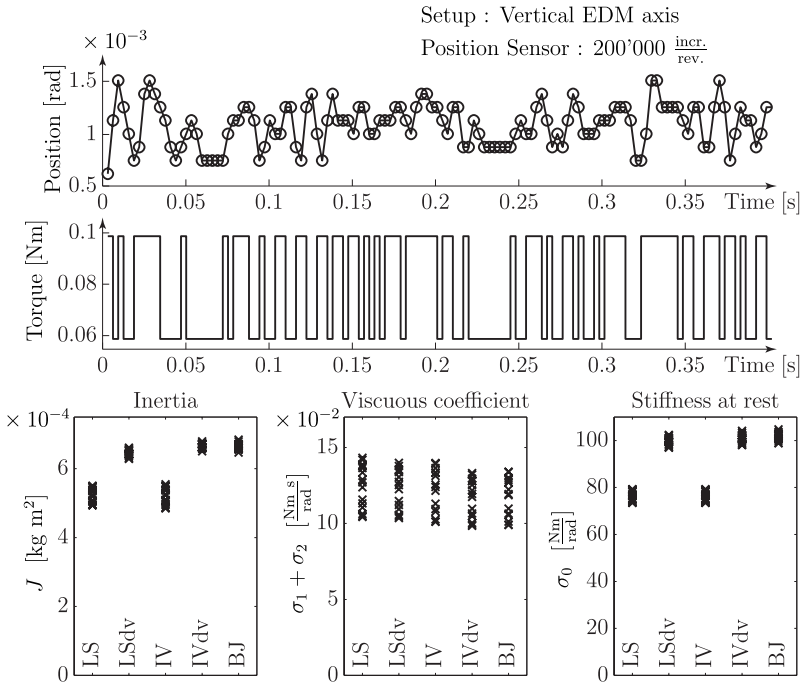 Setup : Vertical EDM axis
× 10−3
Position Sensor : 200'000 incr./rev.
Position [rad]
1.5
1
0.5
0 0.05 0.1 0.15 0.2 0.25 0.3 0.35 Time [s]
Torque [Nm]
0.1
0.08
0.06
0 0.05 0.1 0.15 0.2 0.25 0.3 0.35 Time [s]
Inertia
× 10−4
J [kg m2]
6
4
2
0
LS LSdv IV IVdv BJ
Viscuous coefficient
× 10−2
σ1 + σ2 [Nm s/rad]
15
10
5
0
LS LSdv IV IVdv BJ
Stiffness at rest
σ0 [Nm/rad]
100
80
60
40
20
0
LS LSdv IV IVdv BJ